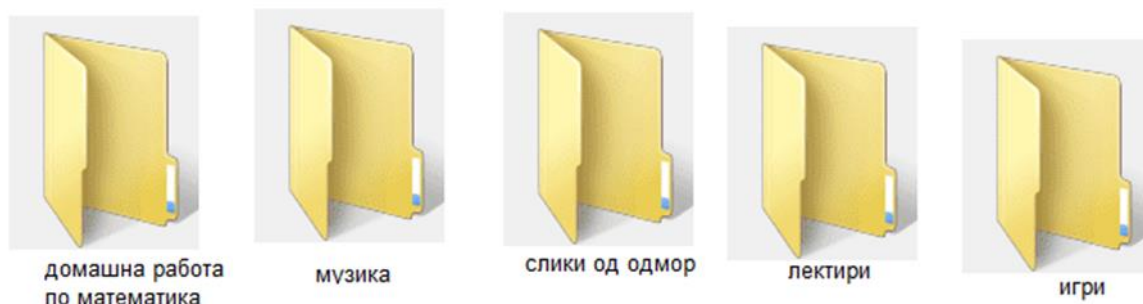 домашна работа
по математика
музика
слики од одмор
лектири
игри